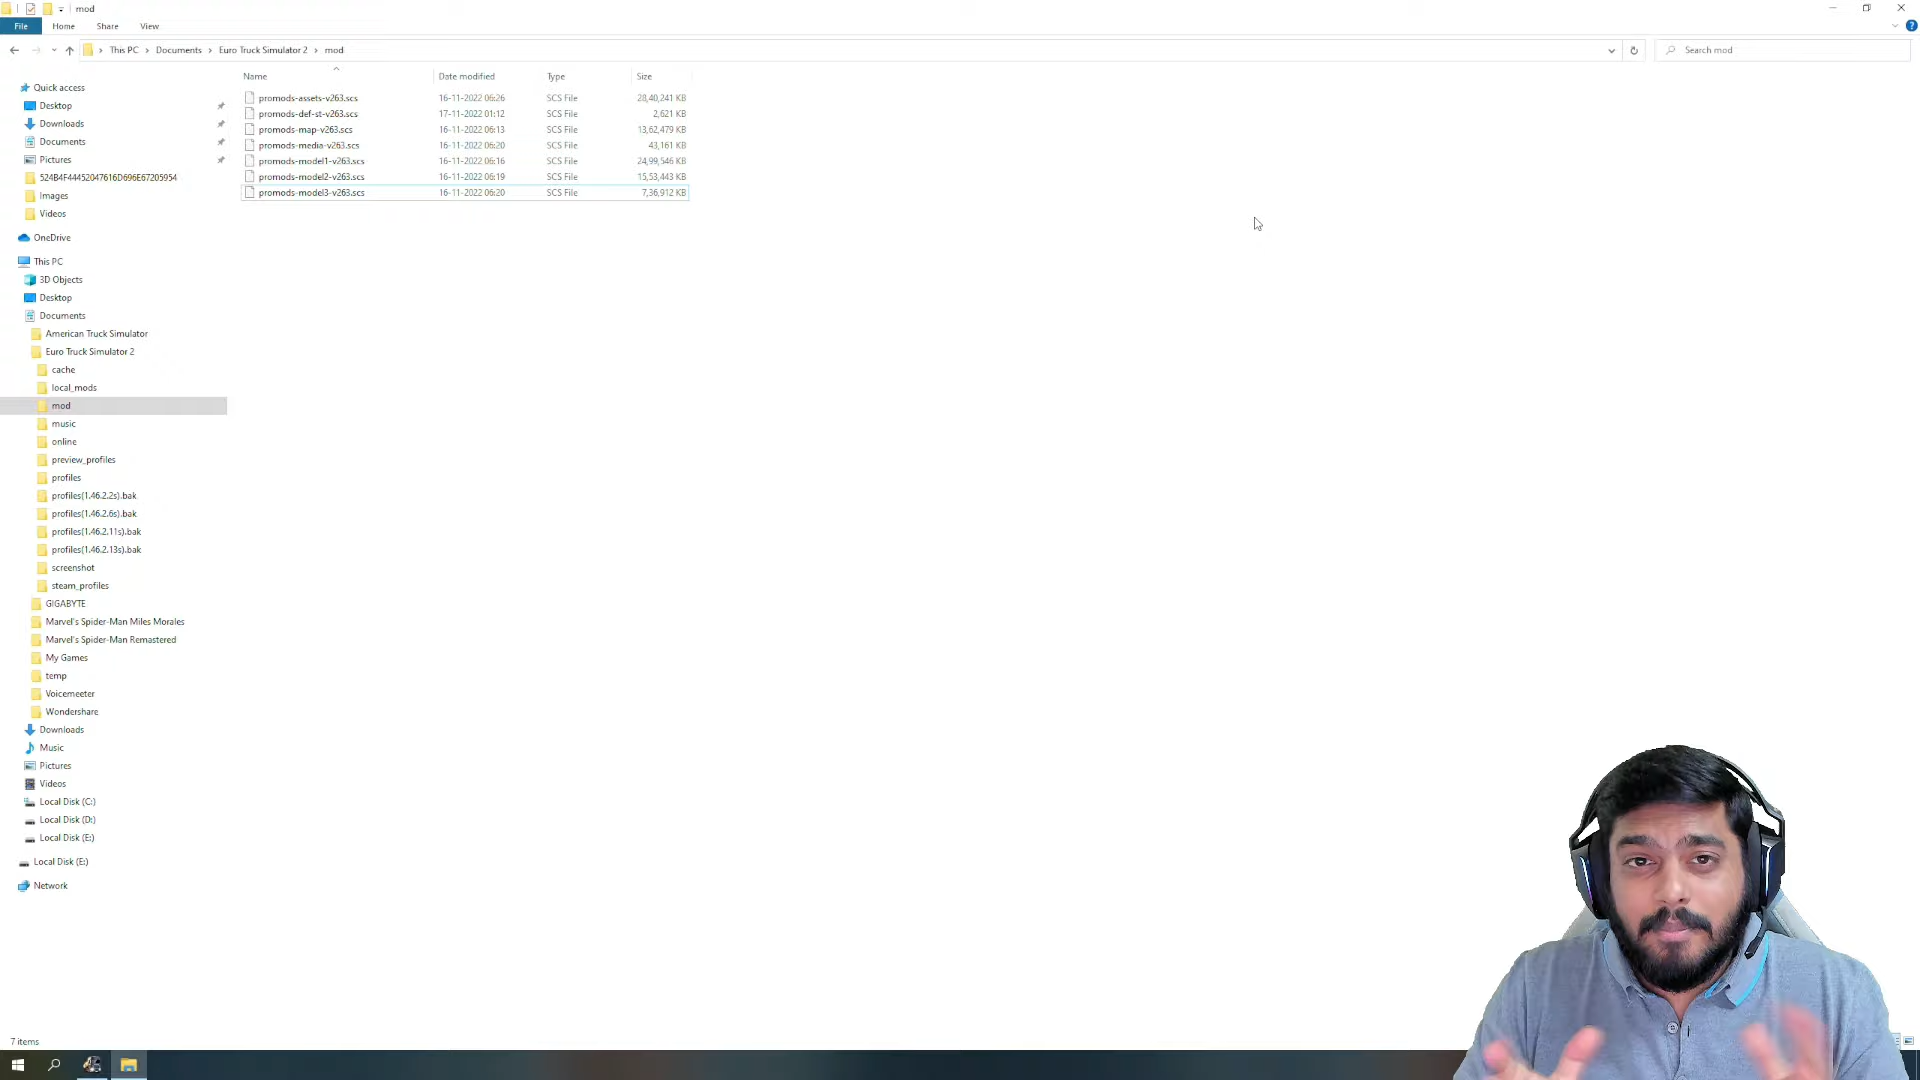 mod
File Home Share View
This PC > Documents > Euro Truck Simulator 2 > mod
Search mod
Name Date modified Type Size
promods-assets-v263.scs 16-11-2022 06:26 SCS File 28,40,241 KB
promods-def-st-v263.scs 17-11-2022 01:12 SCS File 2,621 KB
promods-map-v263.scs 16-11-2022 06:13 SCS File 13,62,479 KB
promods-media-v263.scs 16-11-2022 06:20 SCS File 43,161 KB
promods-model1-v263.scs 16-11-2022 06:16 SCS File 24,99,546 KB
promods-model2-v263.scs 16-11-2022 06:19 SCS File 15,53,443 KB
promods-model3-v263.scs 16-11-2022 06:20 SCS File 7,36,912 KB
Quick access
Desktop
Downloads
Documents
Pictures
524B4F44452047616D696E67205954
Images
Videos
OneDrive
This PC
3D Objects
Desktop
Documents
American Truck Simulator
Euro Truck Simulator 2
cache
local_mods
mod
music
online
preview_profiles
profiles
profiles(1.46.2.2s).bak
profiles(1.46.2.6s).bak
profiles(1.46.2.11s).bak
profiles(1.46.2.13s).bak
screenshot
steam_profiles
GIGABYTE
Marvel's Spider-Man Miles Morales
Marvel's Spider-Man Remastered
My Games
temp
Voicemeeter
Wondershare
Downloads
Music
Pictures
Videos
Local Disk (C:)
Local Disk (D:)
Local Disk (E:)
Local Disk (E:)
Network
7 items